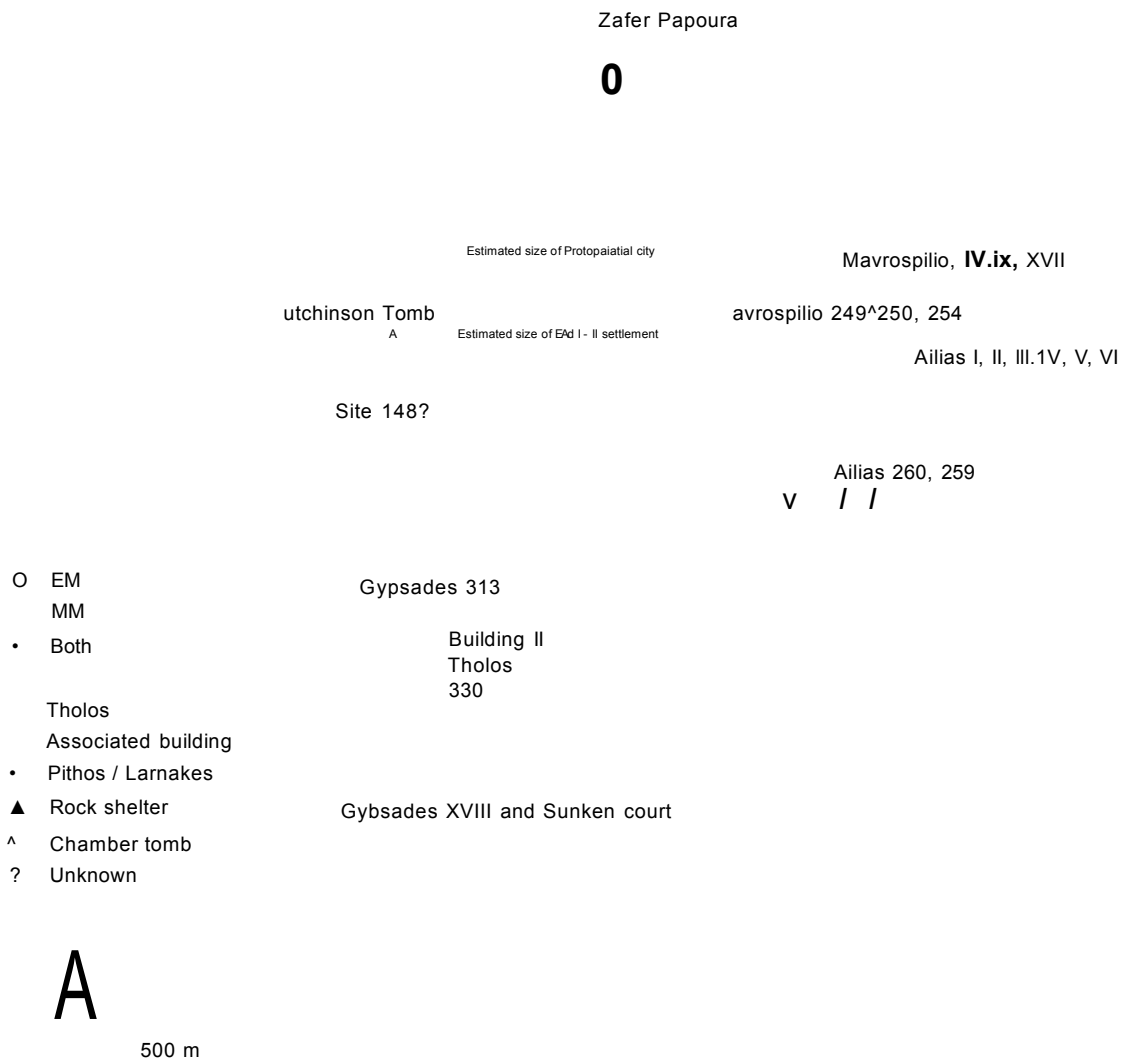 Zafer Papoura
0
Estimated size of Protopaiatial city
Mavrospilio, IV.ix, XVII
utchinson Tomb
avrospilio 249^250, 254
A
Estimated size of EAd I - II settlement
Ailias I, II, III.1V, V, VI
Site 148?
Ailias 260, 259
v / /
O EM
MM
• Both
Gypsades 313
Building II
Tholos
330
Tholos
Associated building
• Pithos / Larnakes
▲ Rock shelter
^ Chamber tomb
? Unknown
Gybsades XVIII and Sunken court
A
500 m